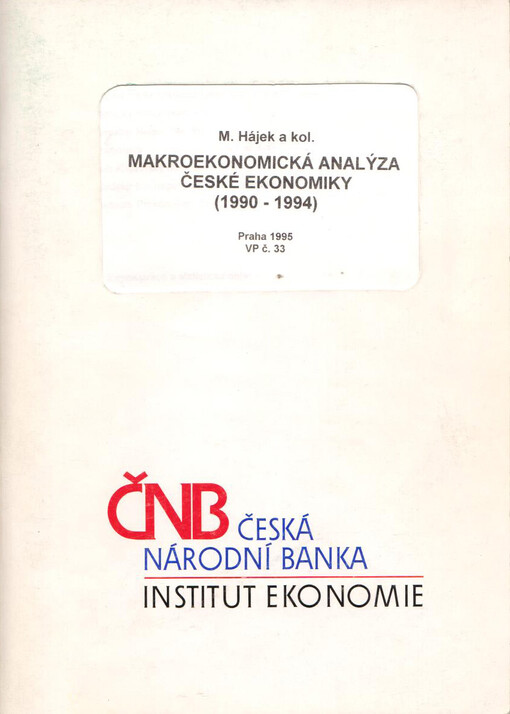 M. Hájek a kol.
MAKROEKONOMICKÁ ANALÝZA
ČESKÉ EKONOMIKY
(1990 - 1994)
Praha 1995
VP č. 33
ČNB ČESKÁ
NÁRODNÍ BANKA
INSTITUT EKONOMIE